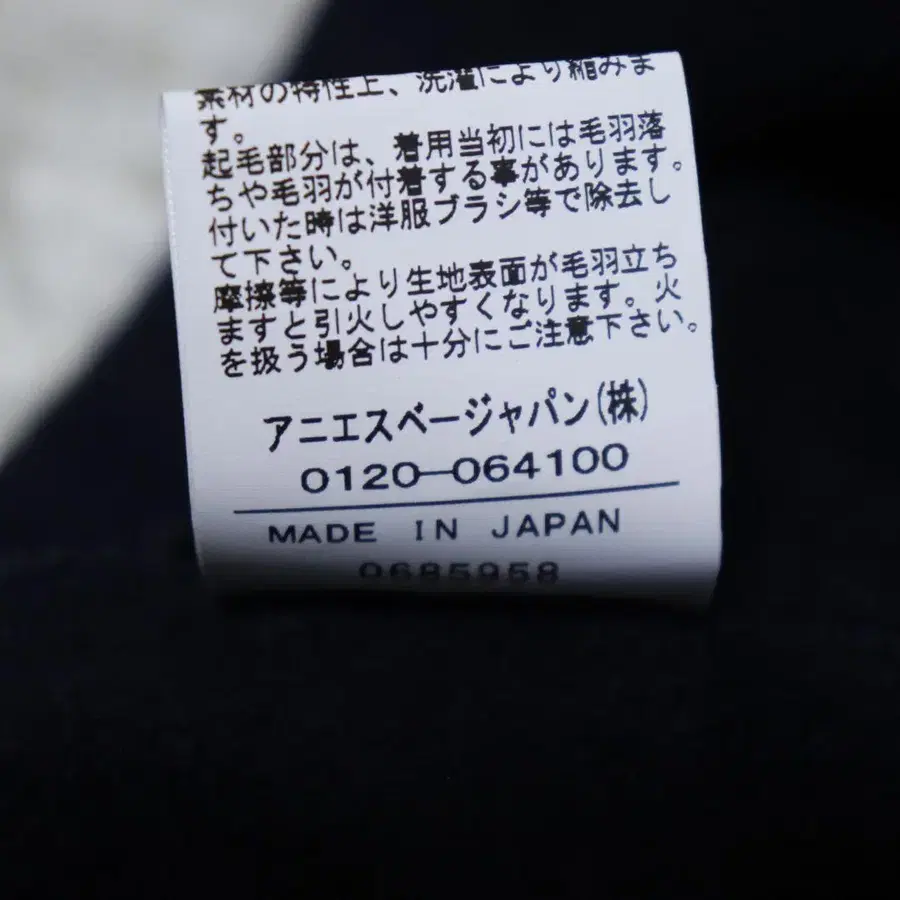 素材の特性上、洗濯により縮みま
す。
起毛部分は、着用当初には毛羽落
ちや毛羽が付着する事があります。
付いた時は洋服ブラシ等で除去し
て下さい。
摩擦等により生地表面が毛羽立ち
ますと引火しやすくなります。火
を扱う場合は十分にご注意下さい。
アニエスベージャパン(株)
0120-064100
MADE IN JAPAN
0685958